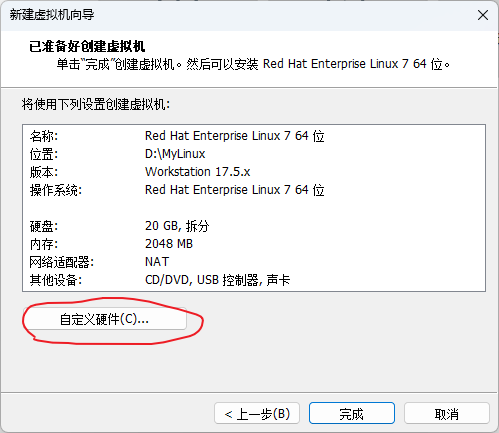 新建虚拟机向导
已准备好创建虚拟机
单击“完成”创建虚拟机。然后可以安装 Red Hat Enterprise Linux 7 64 位。
将使用下列设置创建虚拟机:
名称: Red Hat Enterprise Linux 7 64 位
位置: D:\MyLinux
版本: Workstation 17.5.x
操作系统: Red Hat Enterprise Linux 7 64 位
硬盘: 20 GB, 拆分
内存: 2048 MB
网络适配器: NAT
其他设备: CD/DVD, USB 控制器, 声卡
自定义硬件(C)...
< 上一步(B) 完成 取消